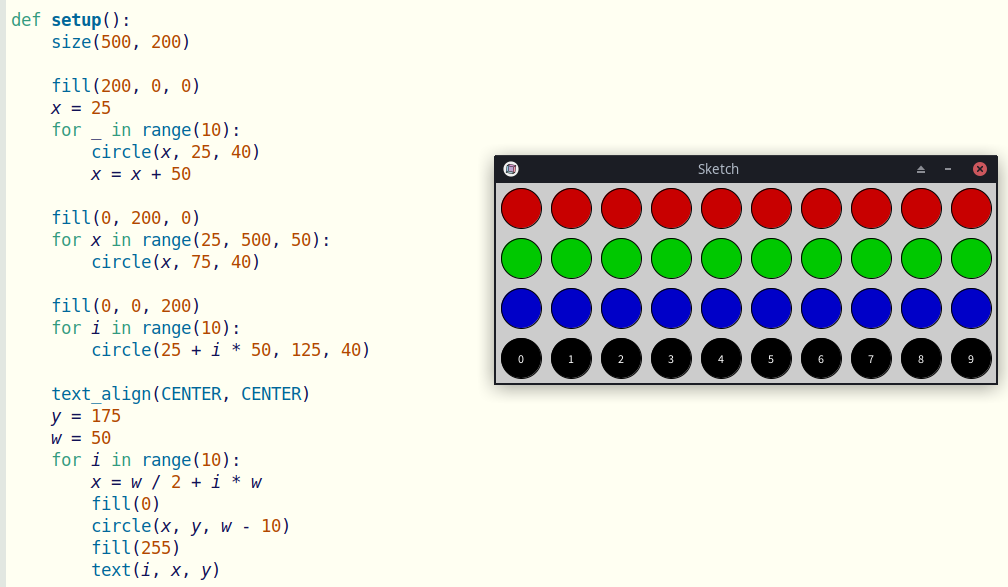 def setup():
    size(500, 200)

    fill(200, 0, 0)
    x = 25
    for _ in range(10):
        circle(x, 25, 40)
        x = x + 50

    fill(0, 200, 0)
    for x in range(25, 500, 50):
        circle(x, 75, 40)

    fill(0, 0, 200)
    for i in range(10):
        circle(25 + i * 50, 125, 40)

    text_align(CENTER, CENTER)
    y = 175
    w = 50
    for i in range(10):
        x = w / 2 + i * w
        fill(0)
        circle(x, y, w - 10)
        fill(255)
        text(i, x, y)
Sketch
0 1 2 3 4 5 6 7 8 9